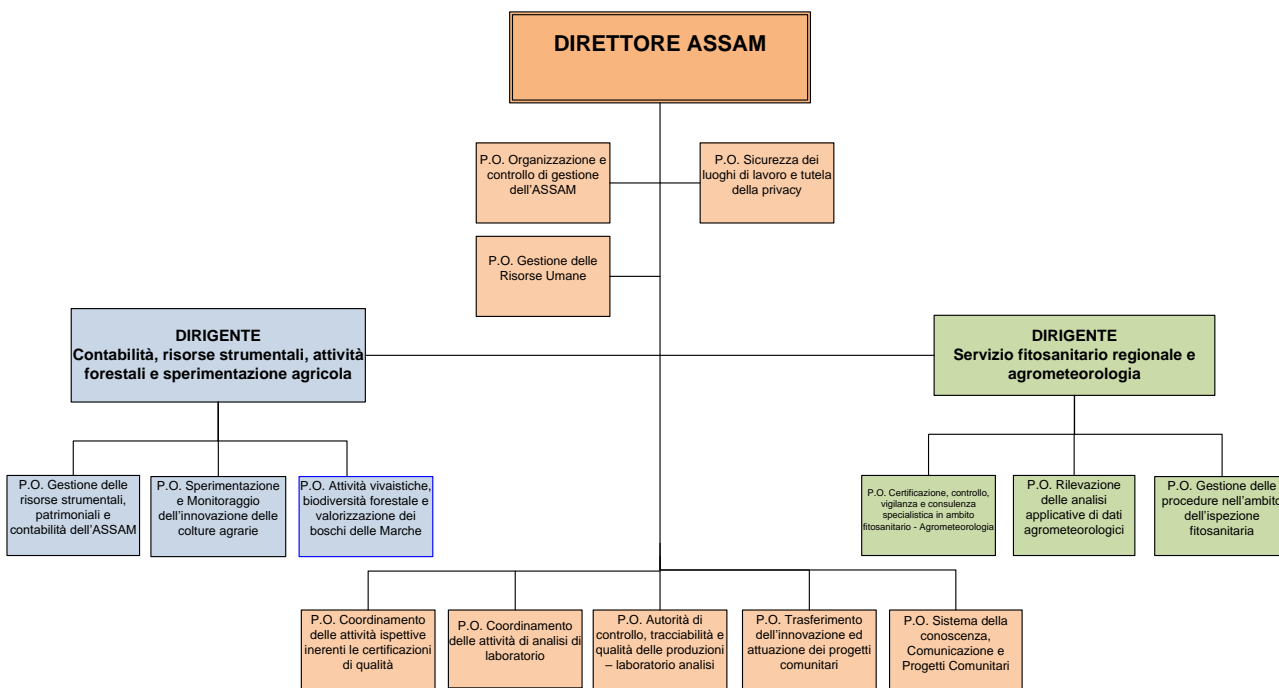 DIRETTORE ASSAM
P.O. Organizzazione e
controllo di gestione
dell'ASSAM
P.O. Sicurezza dei
luoghi di lavoro e tutela
della privacy
P.O. Gestione delle
Risorse Umane
DIRIGENTE
Contabilità, risorse strumentali, attività
forestali e sperimentazione agricola
DIRIGENTE
Servizio fitosanitario regionale e
agrometeorologia
P.O. Gestione delle
risorse strumentali,
patrimoniali e
contabilità dell'ASSAM
P.O. Sperimentazione
e Monitoraggio
dell'innovazione delle
colture agrarie
P.O. Attività vivaistiche,
biodiversità forestale e
valorizzazione dei
boschi delle Marche
P.O. Certificazione, controllo,
vigilanza e consulenza
specialistica in ambito
fitosanitario - Agrometeorologia
P.O. Rilevazione
delle analisi
applicative di dati
agrometeorologici
P.O. Gestione delle
procedure nell'ambito
dell'ispezione
fitosanitaria
P.O. Coordinamento
delle attività ispettive
inerenti le certificazioni
di qualità
P.O. Coordinamento
delle attività di analisi di
laboratorio
P.O. Autorità di
controllo, tracciabilità e
qualità delle produzioni
– laboratorio analisi
P.O. Trasferimento
dell'innovazione ed
attuazione dei progetti
comunitari
P.O. Sistema della
conoscenza,
Comunicazione e
Progetti Comunitari